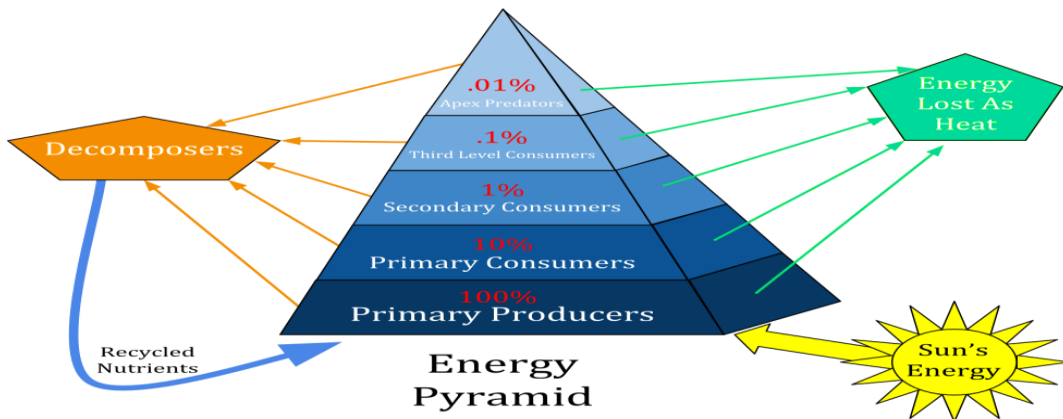 .01%
Apex Predators
Energy
Lost As
Heat
Decomposers
.1%
Third Level Consumers
1%
Secondary Consumers
10%
Primary Consumers
100%
Primary Producers
Recycled
Nutrients
Energy
Pyramid
Sun's
Energy